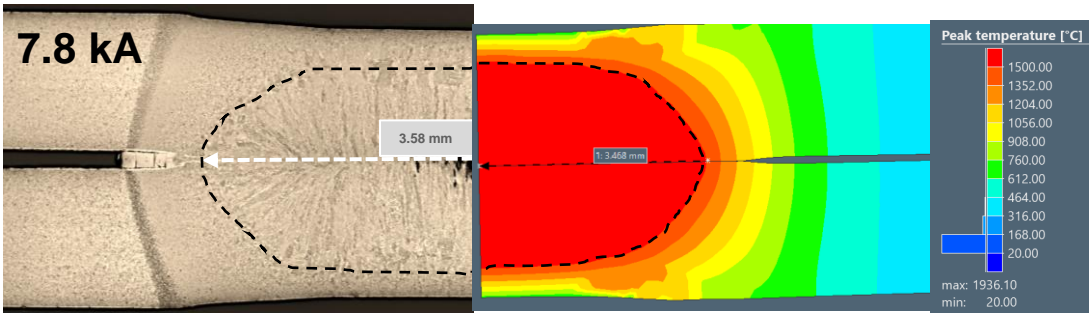 7.8 kA
3.58 mm
1: 3.468 mm
Peak temperature [°C]
1500.00
1352.00
1204.00
1056.00
908.00
760.00
612.00
464.00
316.00
168.00
20.00
max: 1936.10
min: 20.00